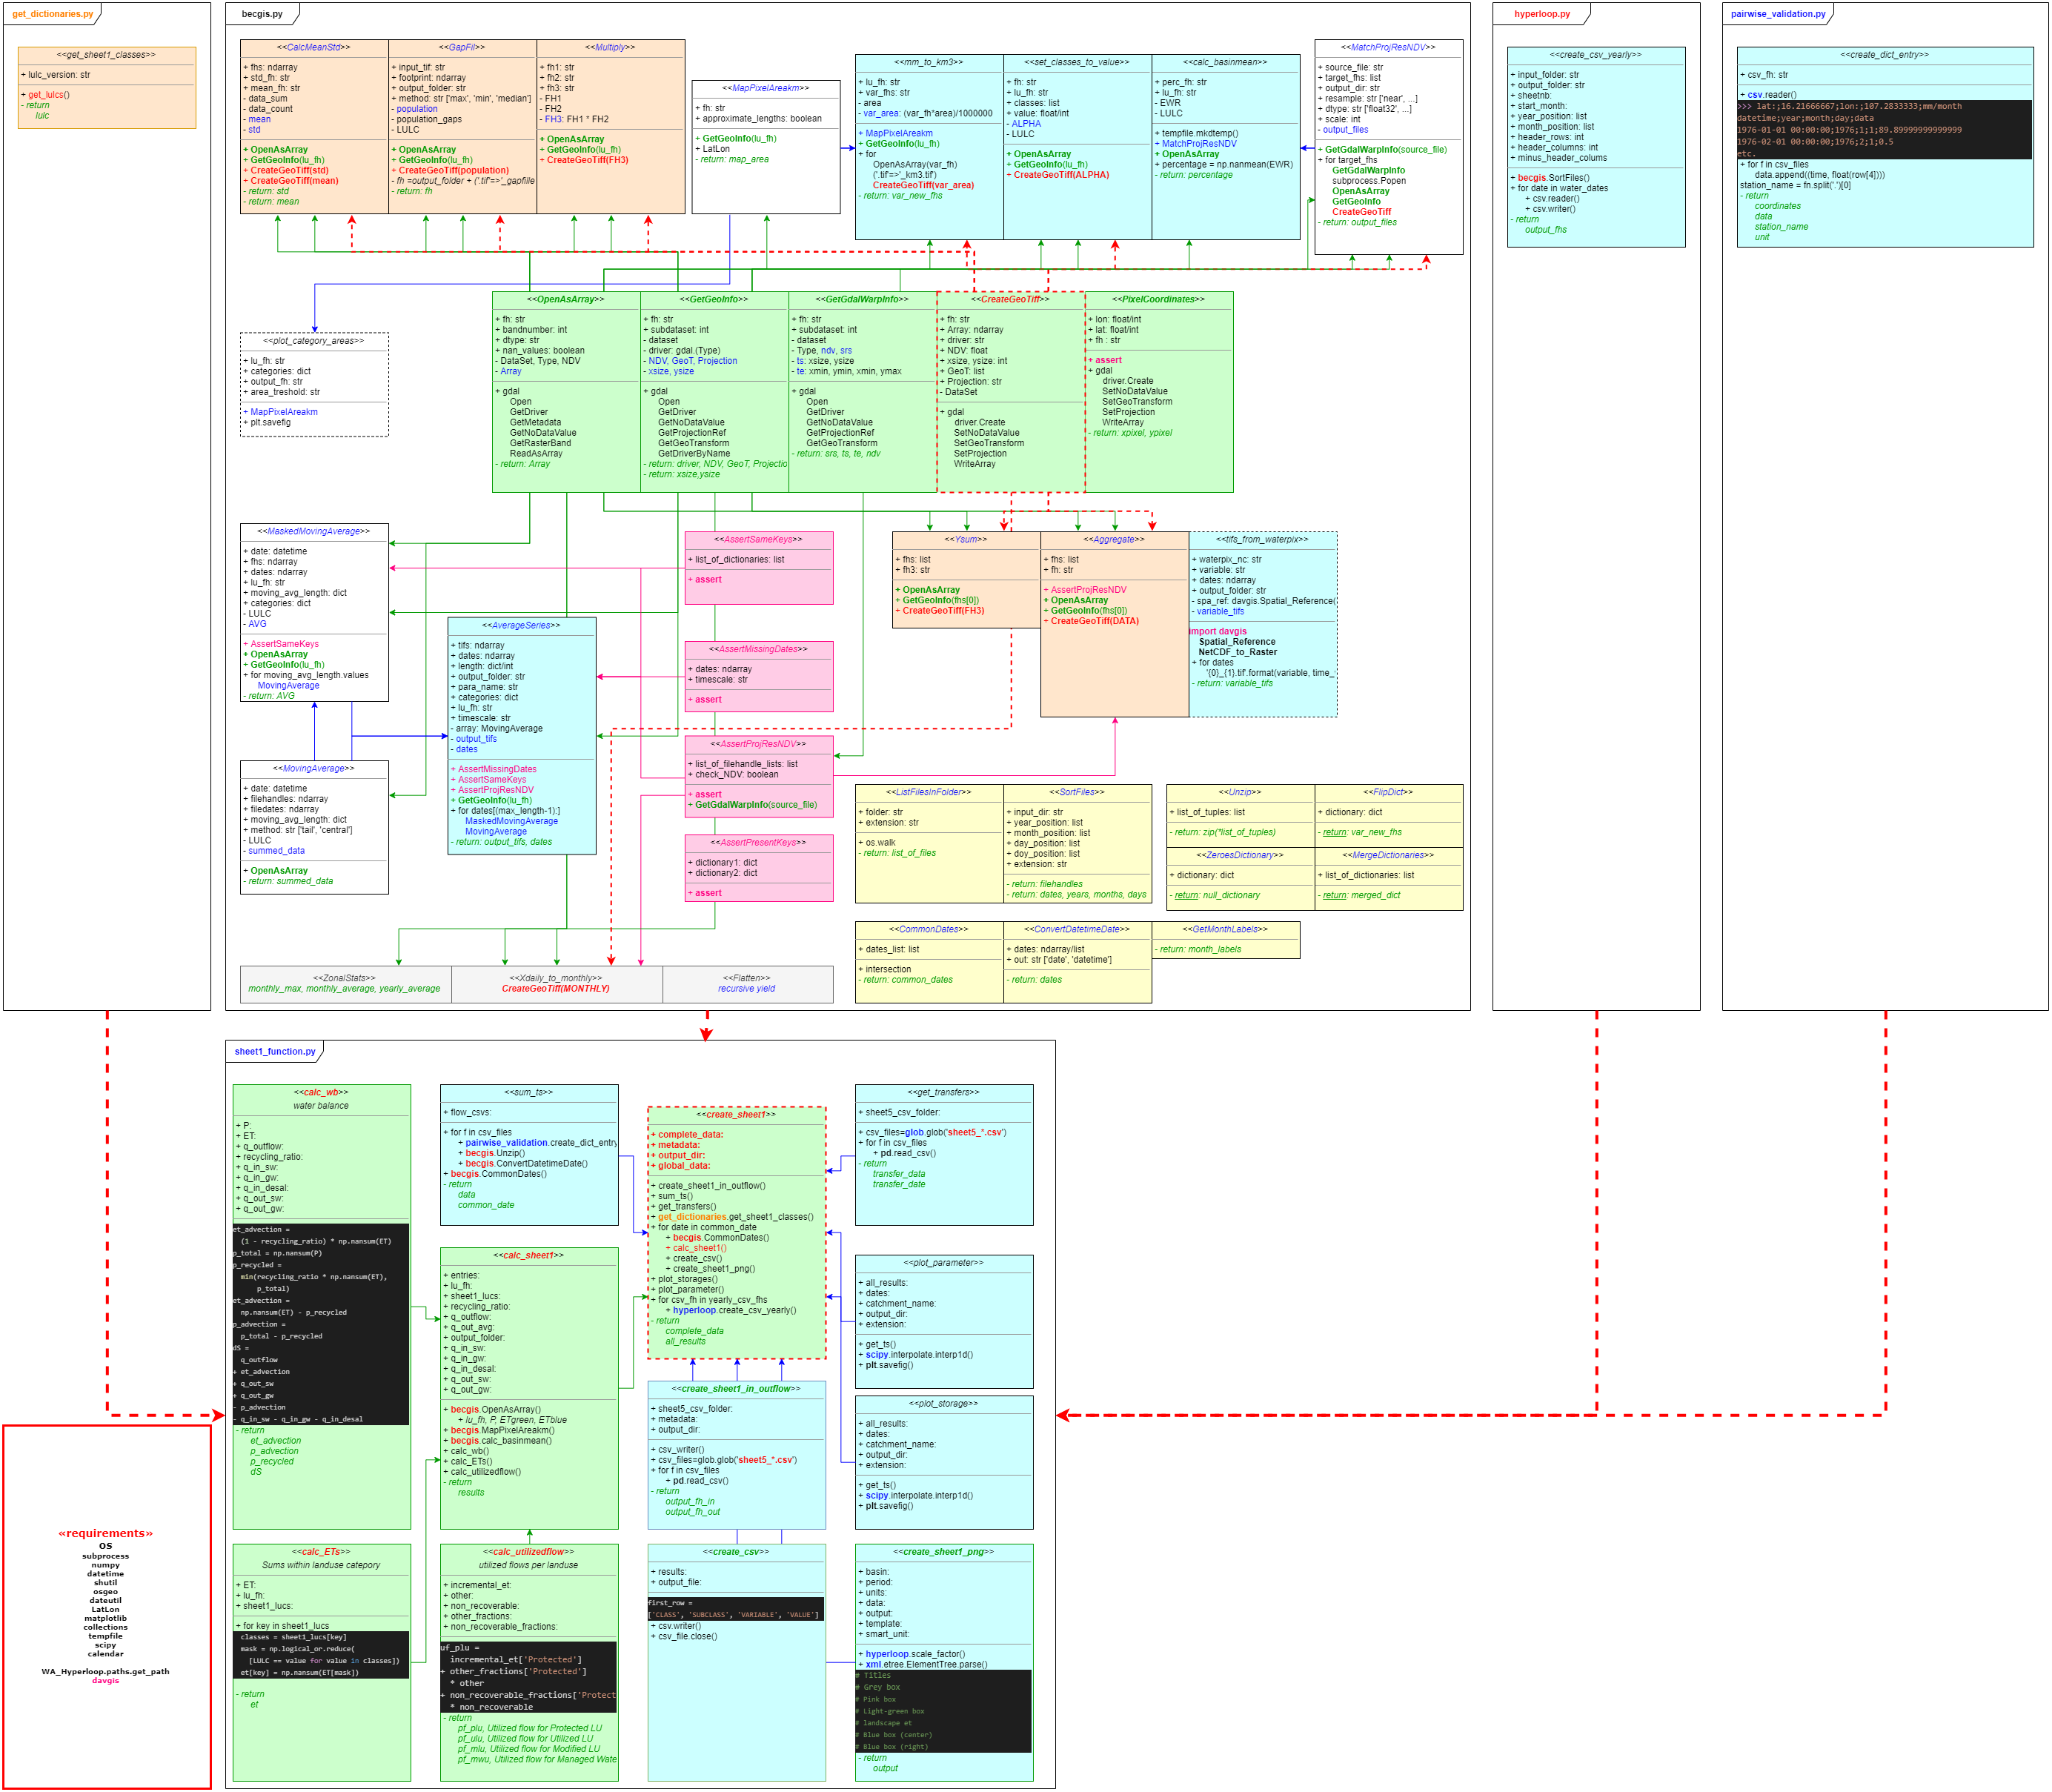 get_dictionaries.py
<<get_sheet1_classes>>
+ lulc_version: str
+ get_lulcs()
- return
lulc
becgis.py
<<CalcMeanStd>>
+ fhs: ndarray
+ std_fh: str
+ mean_fh: str
- data_sum
- data_count
- mean
- std
+ OpenAsArray
+ GetGeoInfo(lu_fh)
+ CreateGeoTiff(std)
+ CreateGeoTiff(mean)
- return: std
- return: mean
<<GapFil>>
+ input_tif: str
+ footprint: ndarray
+ output_folder: str
+ method: str ['max', 'min', 'median']
- population
- population_gaps
- LULC
+ OpenAsArray
+ GetGeoInfo(lu_fh)
+ CreateGeoTiff(population)
- fh =output_folder + ('.tif'=>'_gapfille
- return: fh
<<Multiply>>
+ fh1: str
+ fh2: str
+ fh3: str
- FH1
- FH2
- FH3: FH1 * FH2
+ OpenAsArray
+ GetGeoInfo(lu_fh)
+ CreateGeoTiff(FH3)
<<MapPixelAreakm>>
+ fh: str
+ approximate_lengths: boolean
+ GetGeoInfo(lu_fh)
+ LatLon
- return: map_area
<<mm_to_km3>>
+ lu_fh: str
+ var_fhs: str
- area
- var_area: (var_fh*area)/1000000
+ MapPixelAreakm
+ GetGeoInfo(lu_fh)
+ for
OpenAsArray(var_fh)
('.tif'=>'_km3.tif')
CreateGeoTiff(var_area)
- return: var_new_fhs
<<set_classes_to_value>>
+ fh: str
+ lu_fh: str
+ classes: list
+ value: float/int
- ALPHA
- LULC
+ OpenAsArray
+ GetGeoInfo(lu_fh)
+ CreateGeoTiff(ALPHA)
<<calc_basinmean>>
+ perc_fh: str
+ lu_fh: str
- EWR
- LULC
+ tempfile.mkdtemp()
+ MatchProjResNDV
+ OpenAsArray
+ percentage = np.nanmean(EWR)
- return: percentage
<<MatchProjResNDV>>
+ source_file: str
+ target_fhs: list
+ output_dir: str
+ resample: str ['near', ...]
+ dtype: str ['float32', ...]
+ scale: int
- output_files
+ GetGdalWarpInfo(source_file)
+ for target_fhs
GetGdalWarpInfo
subprocess.Popen
OpenAsArray
GetGeoInfo
CreateGeoTiff
- return: output_files
<<plot_category_areas>>
+ lu_fh: str
+ categories: dict
+ output_fh: str
+ area_treshold: str
+ MapPixelAreakm
+ plt.savefig
<<OpenAsArray>>
+ fh: str
+ bandnumber: int
+ dtype: str
+ nan_values: boolean
- DataSet, Type, NDV
- Array
+ gdal
Open
GetDriver
GetMetadata
GetNoDataValue
GetRasterBand
ReadAsArray
- return: Array
<<GetGeoInfo>>
+ fh: str
+ subdataset: int
- dataset
- driver: gdal.(Type)
- NDV, GeoT, Projection
- xsize, ysize
+ gdal
Open
GetDriver
GetNoDataValue
GetProjectionRef
GetGeoTransform
GetDriverByName
- return: driver, NDV, GeoT, Projectio
- return: xsize,ysize
<<GetGdalWarpInfo>>
+ fh: str
+ subdataset: int
- dataset
- Type, ndv, srs
- ts: xsize, ysize
- te: xmin, ymin, xmin, ymax
+ gdal
Open
GetDriver
GetNoDataValue
GetProjectionRef
GetGeoTransform
- return: srs, ts, te, ndv
<<CreateGeoTiff>>
+ fh: str
+ Array: ndarray
+ driver: str
+ NDV: float
+ xsize, ysize: int
+ GeoT: list
+ Projection: str
- DataSet
+ gdal
driver.Create
SetNoDataValue
SetGeoTransform
SetProjection
WriteArray
<<PixelCoordinates>>
+ lon: float/int
+ lat: float/int
+ fh : str
+ assert
+ gdal
driver.Create
SetNoDataValue
SetGeoTransform
SetProjection
WriteArray
- return: xpixel, ypixel
<<MaskedMovingAverage>>
+ date: datetime
+ fhs: ndarray
+ dates: ndarray
+ lu_fh: str
+ moving_avg_length: dict
+ categories: dict
- LULC
- AVG
+ AssertSameKeys
+ OpenAsArray
+ GetGeoInfo(lu_fh)
+ for moving_avg_length.values
MovingAverage
- return: AVG
<<MovingAverage>>
+ date: datetime
+ filehandles: ndarray
+ filedates: ndarray
+ moving_avg_length: dict
+ method: str ['tail', 'central']
- LULC
- summed_data
+ OpenAsArray
- return: summed_data
<<AverageSeries>>
+ tifs: ndarray
+ dates: ndarray
+ length: dict/int
+ output_folder: str
+ para_name: str
+ categories: dict
+ lu_fh: str
+ timescale: str
- array: MovingAverage
- output_tifs
- dates
+ AssertMissingDates
+ AssertSameKeys
+ AssertProjResNDV
+ GetGeoInfo(lu_fh)
+ for dates[(max_length-1):]
MaskedMovingAverage
MovingAverage
- return: output_tifs, dates
<<AssertSameKeys>>
+ list_of_dictionaries: list
+ assert
<<AssertMissingDates>>
+ dates: ndarray
+ timescale: str
+ assert
<<AssertProjResNDV>>
+ list_of_filehandle_lists: list
+ check_NDV: boolean
+ assert
+ GetGdalWarpInfo(source_file)
<<AssertPresentKeys>>
+ dictionary1: dict
+ dictionary2: dict
+ assert
<<Ysum>>
+ fhs: list
+ fh3: str
+ OpenAsArray
+ GetGeoInfo(fhs[0])
+ CreateGeoTiff(FH3)
<<Aggregate>>
+ fhs: list
+ fh: str
+ AssertProjResNDV
+ OpenAsArray
+ GetGeoInfo(fhs[0])
+ CreateGeoTiff(DATA)
<<tifs_from_waterpix>>
+ waterpix_nc: str
+ variable: str
+ dates: ndarray
+ output_folder: str
- spa_ref: davgis.Spatial_Reference(
- variable_tifs
import davgis
Spatial_Reference
NetCDF_to_Raster
+ for dates
'{0}_{1}.tif'.format(variable, time_
- return: variable_tifs
<<ListFilesInFolder>>
+ folder: str
+ extension: str
+ os.walk
- return: list_of_files
<<SortFiles>>
+ input_dir: str
+ year_position: list
+ month_position: list
+ day_position: list
+ doy_position: list
+ extension: str
- return: filehandles
- return: dates, years, months, days
<<Unzip>>
+ list_of_tuples: list
- return: zip(*list_of_tuples)
<<FlipDict>>
+ dictionary: dict
- return: var_new_fhs
<<ZeroesDictionary>>
+ dictionary: dict
- return: null_dictionary
<<MergeDictionaries>>
+ list_of_dictionaries: list
- return: merged_dict
<<CommonDates>>
+ dates_list: list
+ intersection
- return: common_dates
<<ConvertDatetimeDate>>
+ dates: ndarray/list
+ out: str ['date', 'datetime']
- return: dates
<<GetMonthLabels>>
- return: month_labels
<<ZonalStats>>
monthly_max, monthly_average, yearly_average
<<Xdaily_to_monthly>>
CreateGeoTiff(MONTHLY)
<<Flatten>>
recursive yield
hyperloop.py
<<create_csv_yearly>>
+ input_folder: str
+ output_folder: str
+ sheetnb:
+ start_month:
+ year_position: list
+ month_position: list
+ header_rows: int
+ header_columns: int
+ minus_header_colums
+ becgis.SortFiles()
+ for date in water_dates
+ csv.reader()
+ csv.writer()
- return
output_fhs
pairwise_validation.py
<<create_dict_entry>>
+ csv_fh: str
+ csv.reader()
>>> lat:;16.21666667;lon:;107.2833333;mm/month
datetime;year;month;day;data
1976-01-01 00:00:00;1976;1;1;89.89999999999999
1976-02-01 00:00:00;1976;2;1;0.5
etc.
+ for f in csv_files
data.append((time, float(row[4])))
station_name = fn.split('.')[0]
- return
coordinates
data
station_name
unit
sheet1_function.py
<<calc_wb>>
water balance
+ P:
+ ET:
+ q_outflow:
+ recycling_ratio:
+ q_in_sw:
+ q_in_gw:
+ q_in_desal:
+ q_out_sw:
+ q_out_gw:
et_advection =
(1 - recycling_ratio) * np.nansum(ET)
p_total = np.nansum(P)
p_recycled =
min(recycling_ratio * np.nansum(ET),
p_total)
et_advection =
np.nansum(ET) - p_recycled
p_advection =
p_total - p_recycled
dS =
q_outflow
+ et_advection
+ q_out_sw
+ q_out_gw
- p_advection
- q_in_sw - q_in_gw - q_in_desal
- return
et_advection
p_advection
p_recycled
dS
<<calc_ETs>>
Sums within landuse catepory
+ ET:
+ lu_fh:
+ sheet1_lucs:
+ for key in sheet1_lucs
classes = sheet1_lucs[key]
mask = np.logical_or.reduce(
[LULC == value for value in classes])
et[key] = np.nansum(ET[mask])
- return
et
<<sum_ts>>
+ flow_csvs:
+ for f in csv_files
+ pairwise_validation.create_dict_entry
+ becgis.Unzip()
+ becgis.ConvertDatetimeDate()
+ becgis.CommonDates()
- return
data
common_date
<<calc_sheet1>>
+ entries:
+ lu_fh:
+ sheet1_lucs:
+ recycling_ratio:
+ q_outflow:
+ q_out_avg:
+ output_folder:
+ q_in_sw:
+ q_in_gw:
+ q_in_desal:
+ q_out_sw:
+ q_out_gw:
+ becgis.OpenAsArray()
+ lu_fh, P, ETgreen, ETblue
+ becgis.MapPixelAreakm()
+ becgis.calc_basinmean()
+ calc_wb()
+ calc_ETs()
+ calc_utilizedflow()
- return
results
<<calc_utilizedflow>>
utilized flows per landuse
+ incremental_et:
+ other:
+ non_recoverable:
+ other_fractions:
+ non_recoverable_fractions:
uf_plu =
incremental_et['Protected']
+ other_fractions['Protected']
* other
+ non_recoverable_fractions['Protect
* non_recoverable
- return
pf_plu, Utilized flow for Protected LU
pf_ulu, Utilized flow for Utilized LU
pf_mlu, Utilized flow for Modified LU
pf_mwu, Utilized flow for Managed Wate
<<create_sheet1>>
+ complete_data:
+ metadata:
+ output_dir:
+ global_data:
+ create_sheet1_in_outflow()
+ sum_ts()
+ get_transfers()
+ get_dictionaries.get_sheet1_classes()
+ for date in common_date
+ becgis.CommonDates()
+ calc_sheet1()
+ create_csv()
+ create_sheet1_png()
+ plot_storages()
+ plot_parameter()
+ for csv_fh in yearly_csv_fhs
+ hyperloop.create_csv_yearly()
- return
complete_data
all_results
<<create_sheet1_in_outflow>>
+ sheet5_csv_folder:
+ metadata:
+ output_dir:
+ csv_writer()
+ csv_files=glob.glob('sheet5_*.csv')
+ for f in csv_files
+ pd.read_csv()
- return
output_fh_in
output_fh_out
<<create_csv>>
+ results:
+ output_file:
first_row =
['CLASS', 'SUBCLASS', 'VARIABLE', 'VALUE']
+ csv.writer()
+ csv_file.close()
<<get_transfers>>
+ sheet5_csv_folder:
+ csv_files=glob.glob('sheet5_*.csv')
+ for f in csv_files
+ pd.read_csv()
- return
transfer_data
transfer_date
<<plot_parameter>>
+ all_results:
+ dates:
+ catchment_name:
+ output_dir:
+ extension:
+ get_ts()
+ scipy.interpolate.interp1d()
+ plt.savefig()
<<plot_storage>>
+ all_results:
+ dates:
+ catchment_name:
+ output_dir:
+ extension:
+ get_ts()
+ scipy.interpolate.interp1d()
+ plt.savefig()
<<create_sheet1_png>>
+ basin:
+ period:
+ units:
+ data:
+ output:
+ template:
+ smart_unit:
+ hyperloop.scale_factor()
+ xml.etree.ElementTree.parse()
# Titles
# Grey box
# Pink box
# Light-green box
# landscape et
# Blue box (center)
# Blue box (right)
- return
output
«requirements»
OS
subprocess
numpy
datetime
shutil
osgeo
dateutil
LatLon
matplotlib
collections
tempfile
scipy
calendar
WA_Hyperloop.paths.get_path
davgis